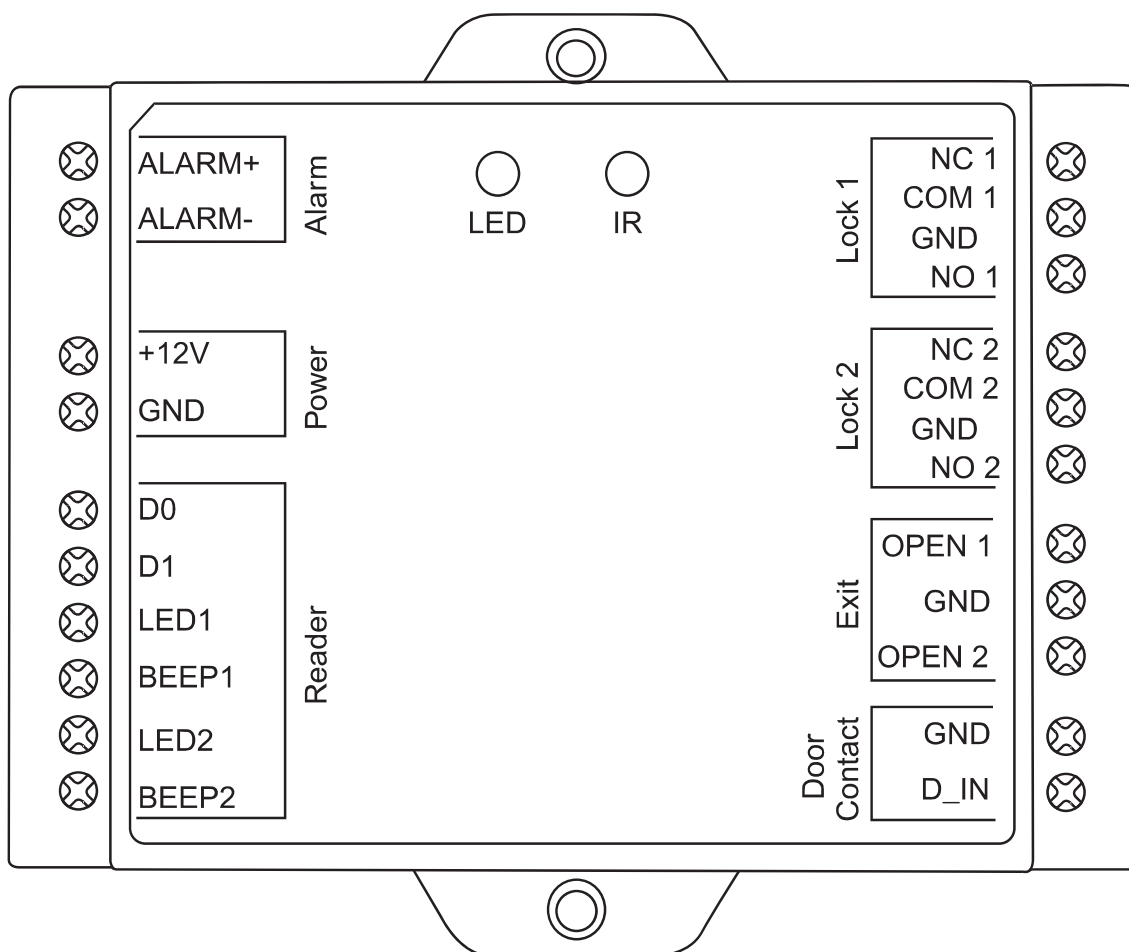 ALARM+
ALARM-
Alarm
+12V
GND
Power
D0
D1
LED1
BEEP1
LED2
BEEP2
Reader
LED
IR
NC 1
COM 1
GND
NO 1
Lock 1
NC 2
COM 2
GND
NO 2
Lock 2
OPEN 1
GND
OPEN 2
Exit
GND
D_IN
Door
Contact